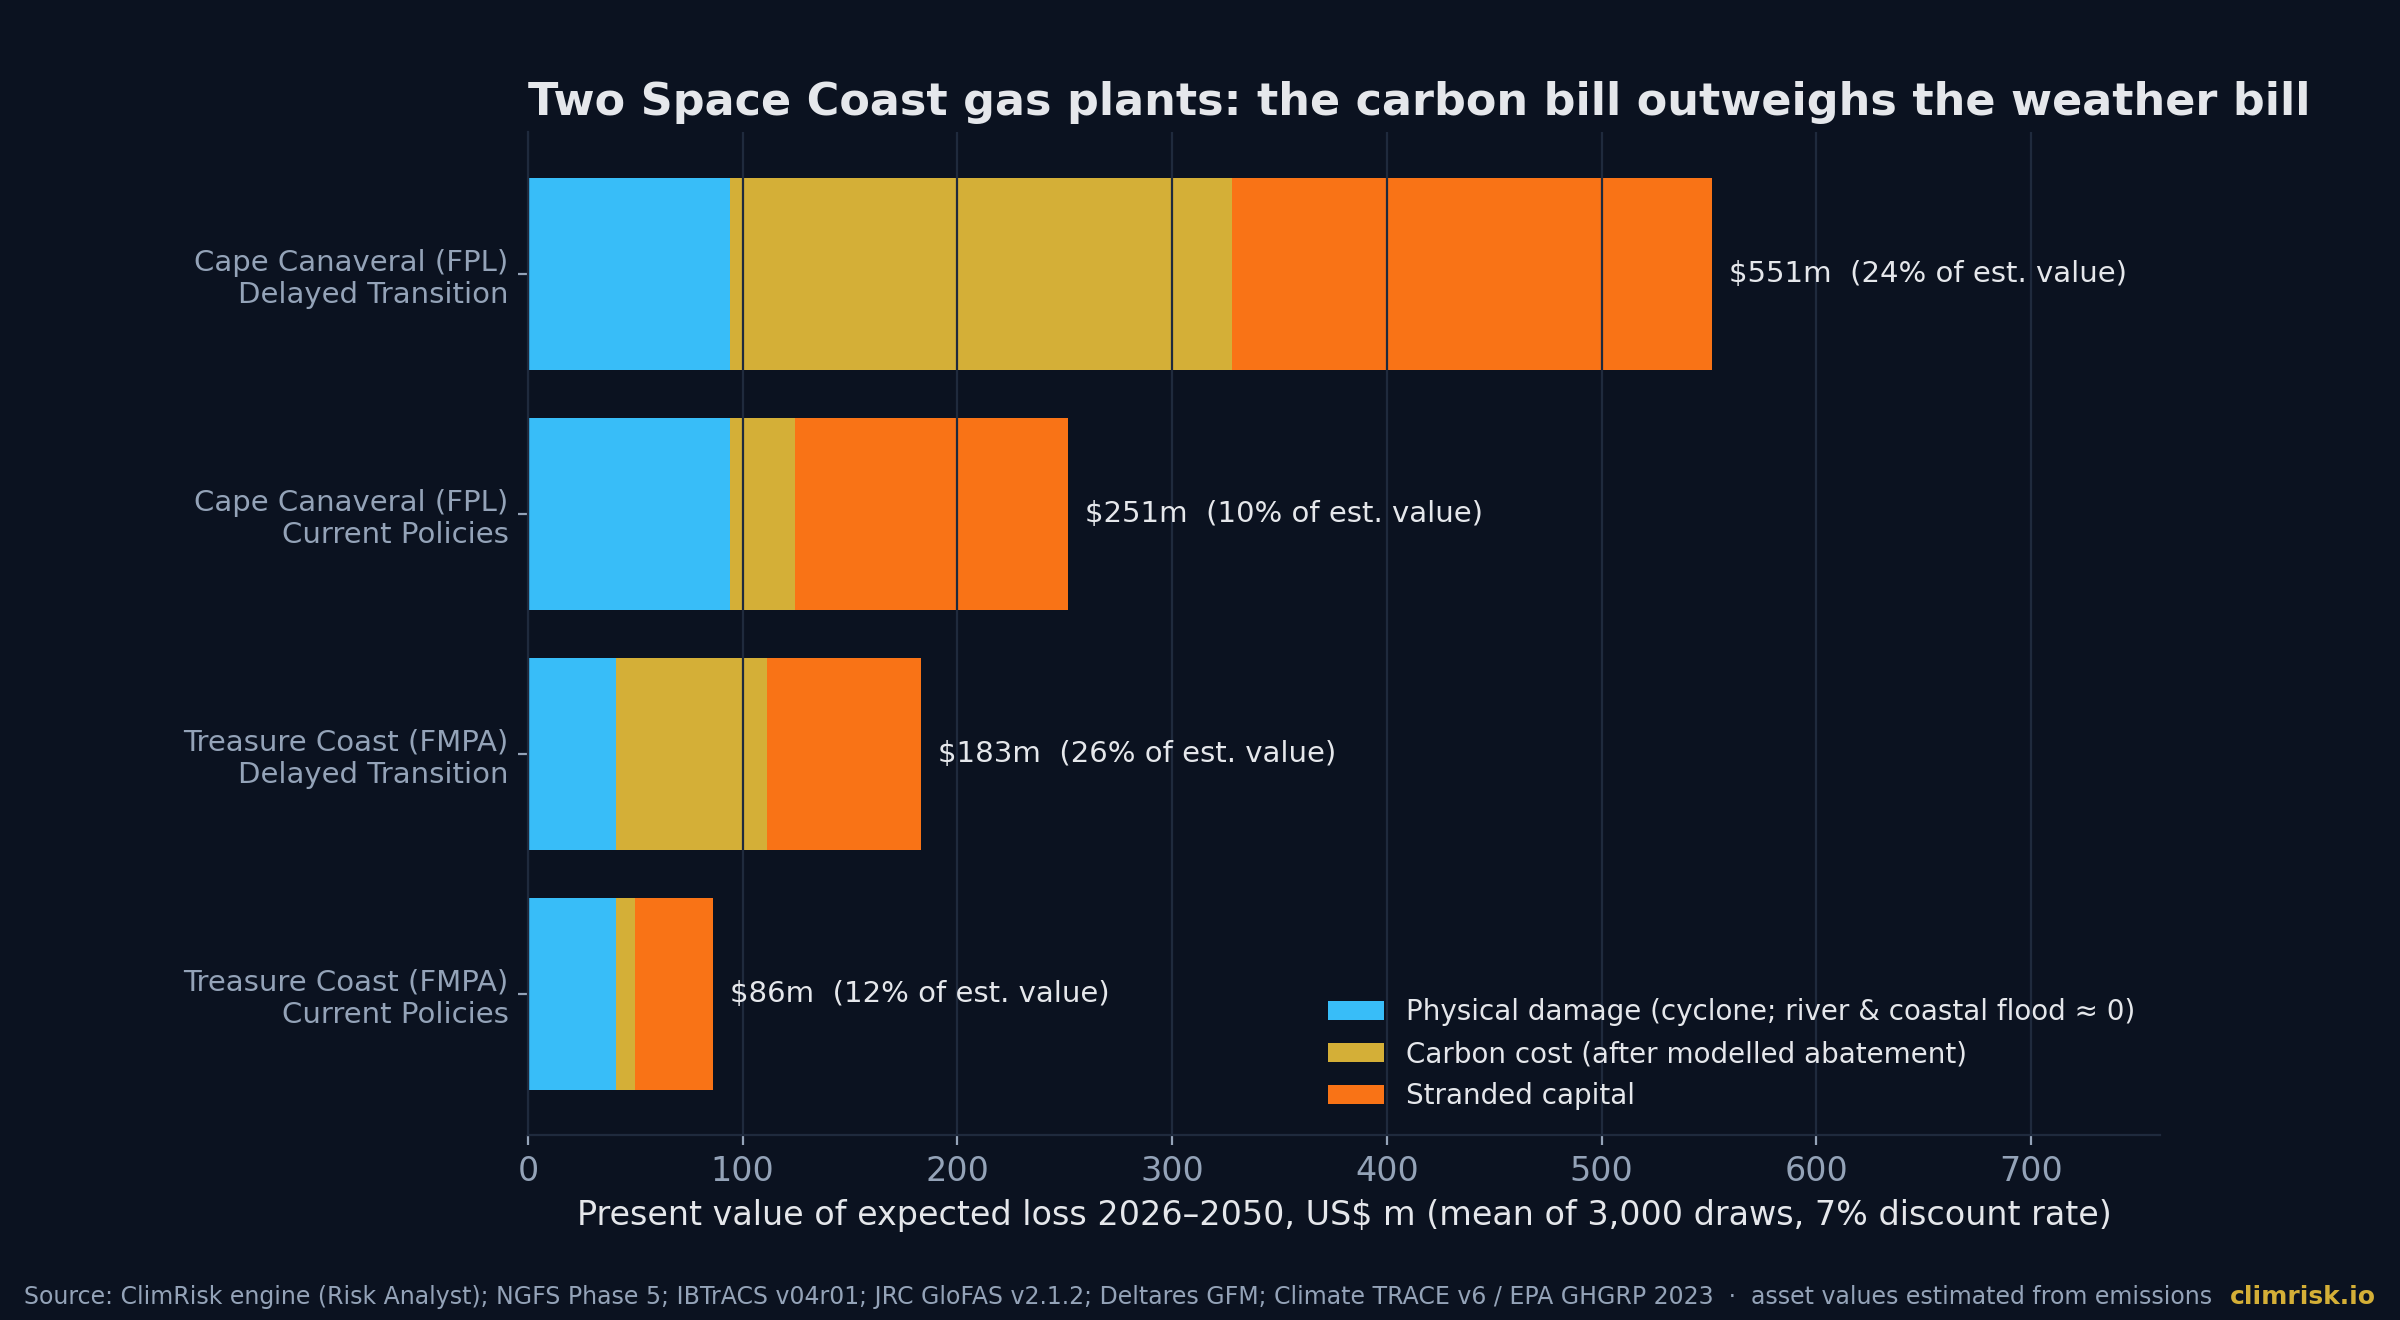 Two Space Coast gas plants: the carbon bill outweighs the weather bill
Cape Canaveral (FPL)
Delayed Transition
$551m (24% of est. value)
Cape Canaveral (FPL)
Current Policies
$251m (10% of est. value)
Treasure Coast (FMPA)
Delayed Transition
$183m (26% of est. value)
Treasure Coast (FMPA)
Current Policies
$86m (12% of est. value)
Physical damage (cyclone; river & coastal flood ≈ 0)
Carbon cost (after modelled abatement)
Stranded capital
0 100 200 300 400 500 600 700
Present value of expected loss 2026–2050, US$ m (mean of 3,000 draws, 7% discount rate)
Source: ClimRisk engine (Risk Analyst); NGFS Phase 5; IBTrACS v04r01; JRC GloFAS v2.1.2; Deltares GFM; Climate TRACE v6 / EPA GHGRP 2023 · asset values estimated from emissions climrisk.io